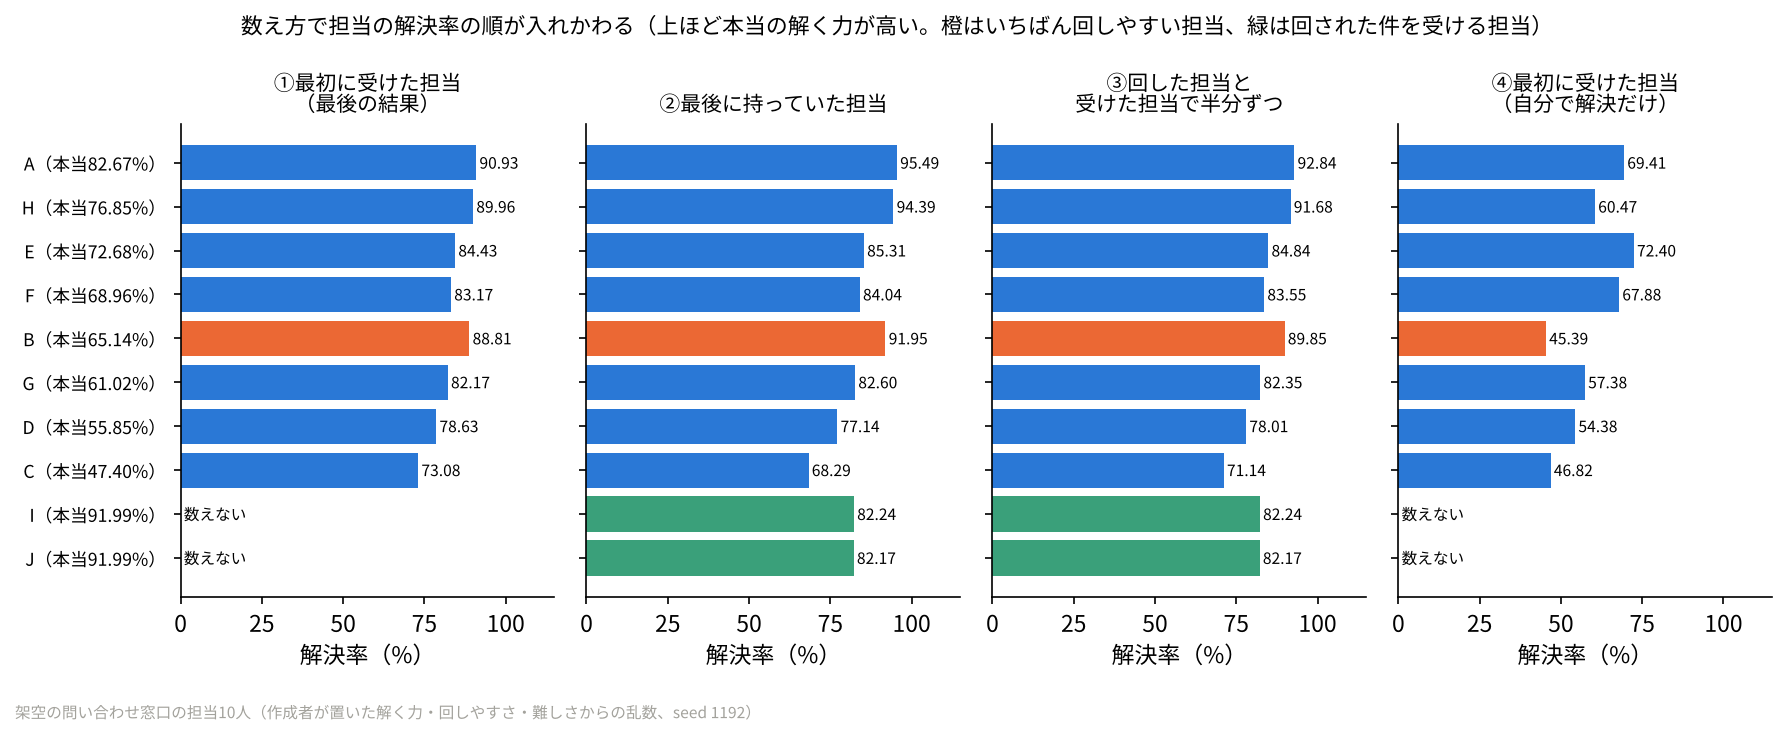 数え方で担当の解決率の順が入れかわる（上ほど本当の解く力が高い。橙はいちばん回しやすい担当、緑は回された件を受ける担当）
①最初に受けた担当
（最後の結果）
②最後に持っていた担当
③回した担当と
受けた担当で半分ずつ
④最初に受けた担当
（自分で解決だけ）
A（本当82.67%） 90.93 95.49 92.84 69.41
H（本当76.85%） 89.96 94.39 91.68 60.47
E（本当72.68%） 84.43 85.31 84.84 72.40
F（本当68.96%） 83.17 84.04 83.55 67.88
B（本当65.14%） 88.81 91.95 89.85 45.39
G（本当61.02%） 82.17 82.60 82.35 57.38
D（本当55.85%） 78.63 77.14 78.01 54.38
C（本当47.40%） 73.08 68.29 71.14 46.82
I（本当91.99%） 数えない 82.24 82.24 数えない
J（本当91.99%） 数えない 82.17 82.17 数えない
0 25 50 75 100 0 25 50 75 100 0 25 50 75 100 0 25 50 75 100
解決率（%） 解決率（%） 解決率（%） 解決率（%）
架空の問い合わせ窓口の担当10人（作成者が置いた解く力・回しやすさ・難しさからの乱数、seed 1192）